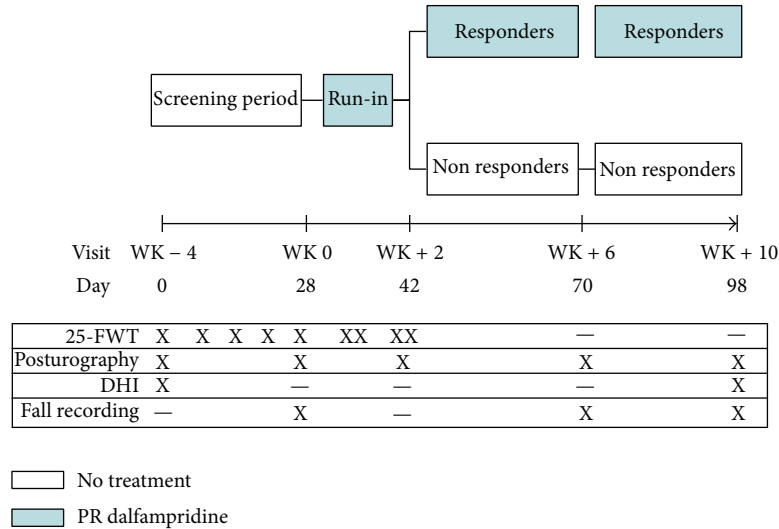 Responders Responders
Screening period Run-in
Non responders Non responders
Visit WK − 4 WK 0 WK + 2 WK + 6 WK + 10
Day 0 28 42 70 98
25-FWT X X X X X XX XX — —
Posturography X X X X X
DHI X — — — X
Fall recording — X — X X
No treatment
PR dalfampridine